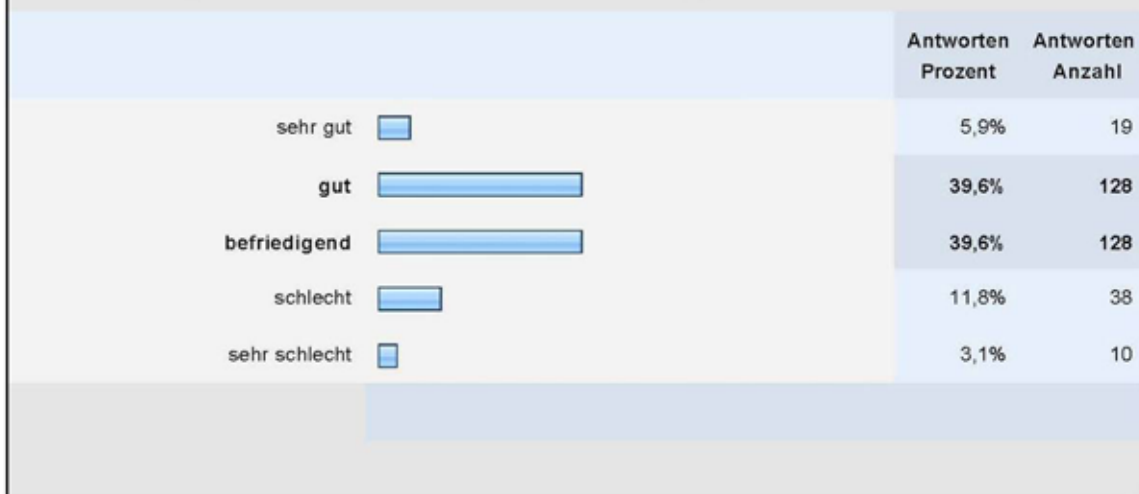 Antworten Antworten
Prozent Anzahl
sehr gut 5,9% 19
gut 39,6% 128
befriedigend 39,6% 128
schlecht 11,8% 38
sehr schlecht 3,1% 10